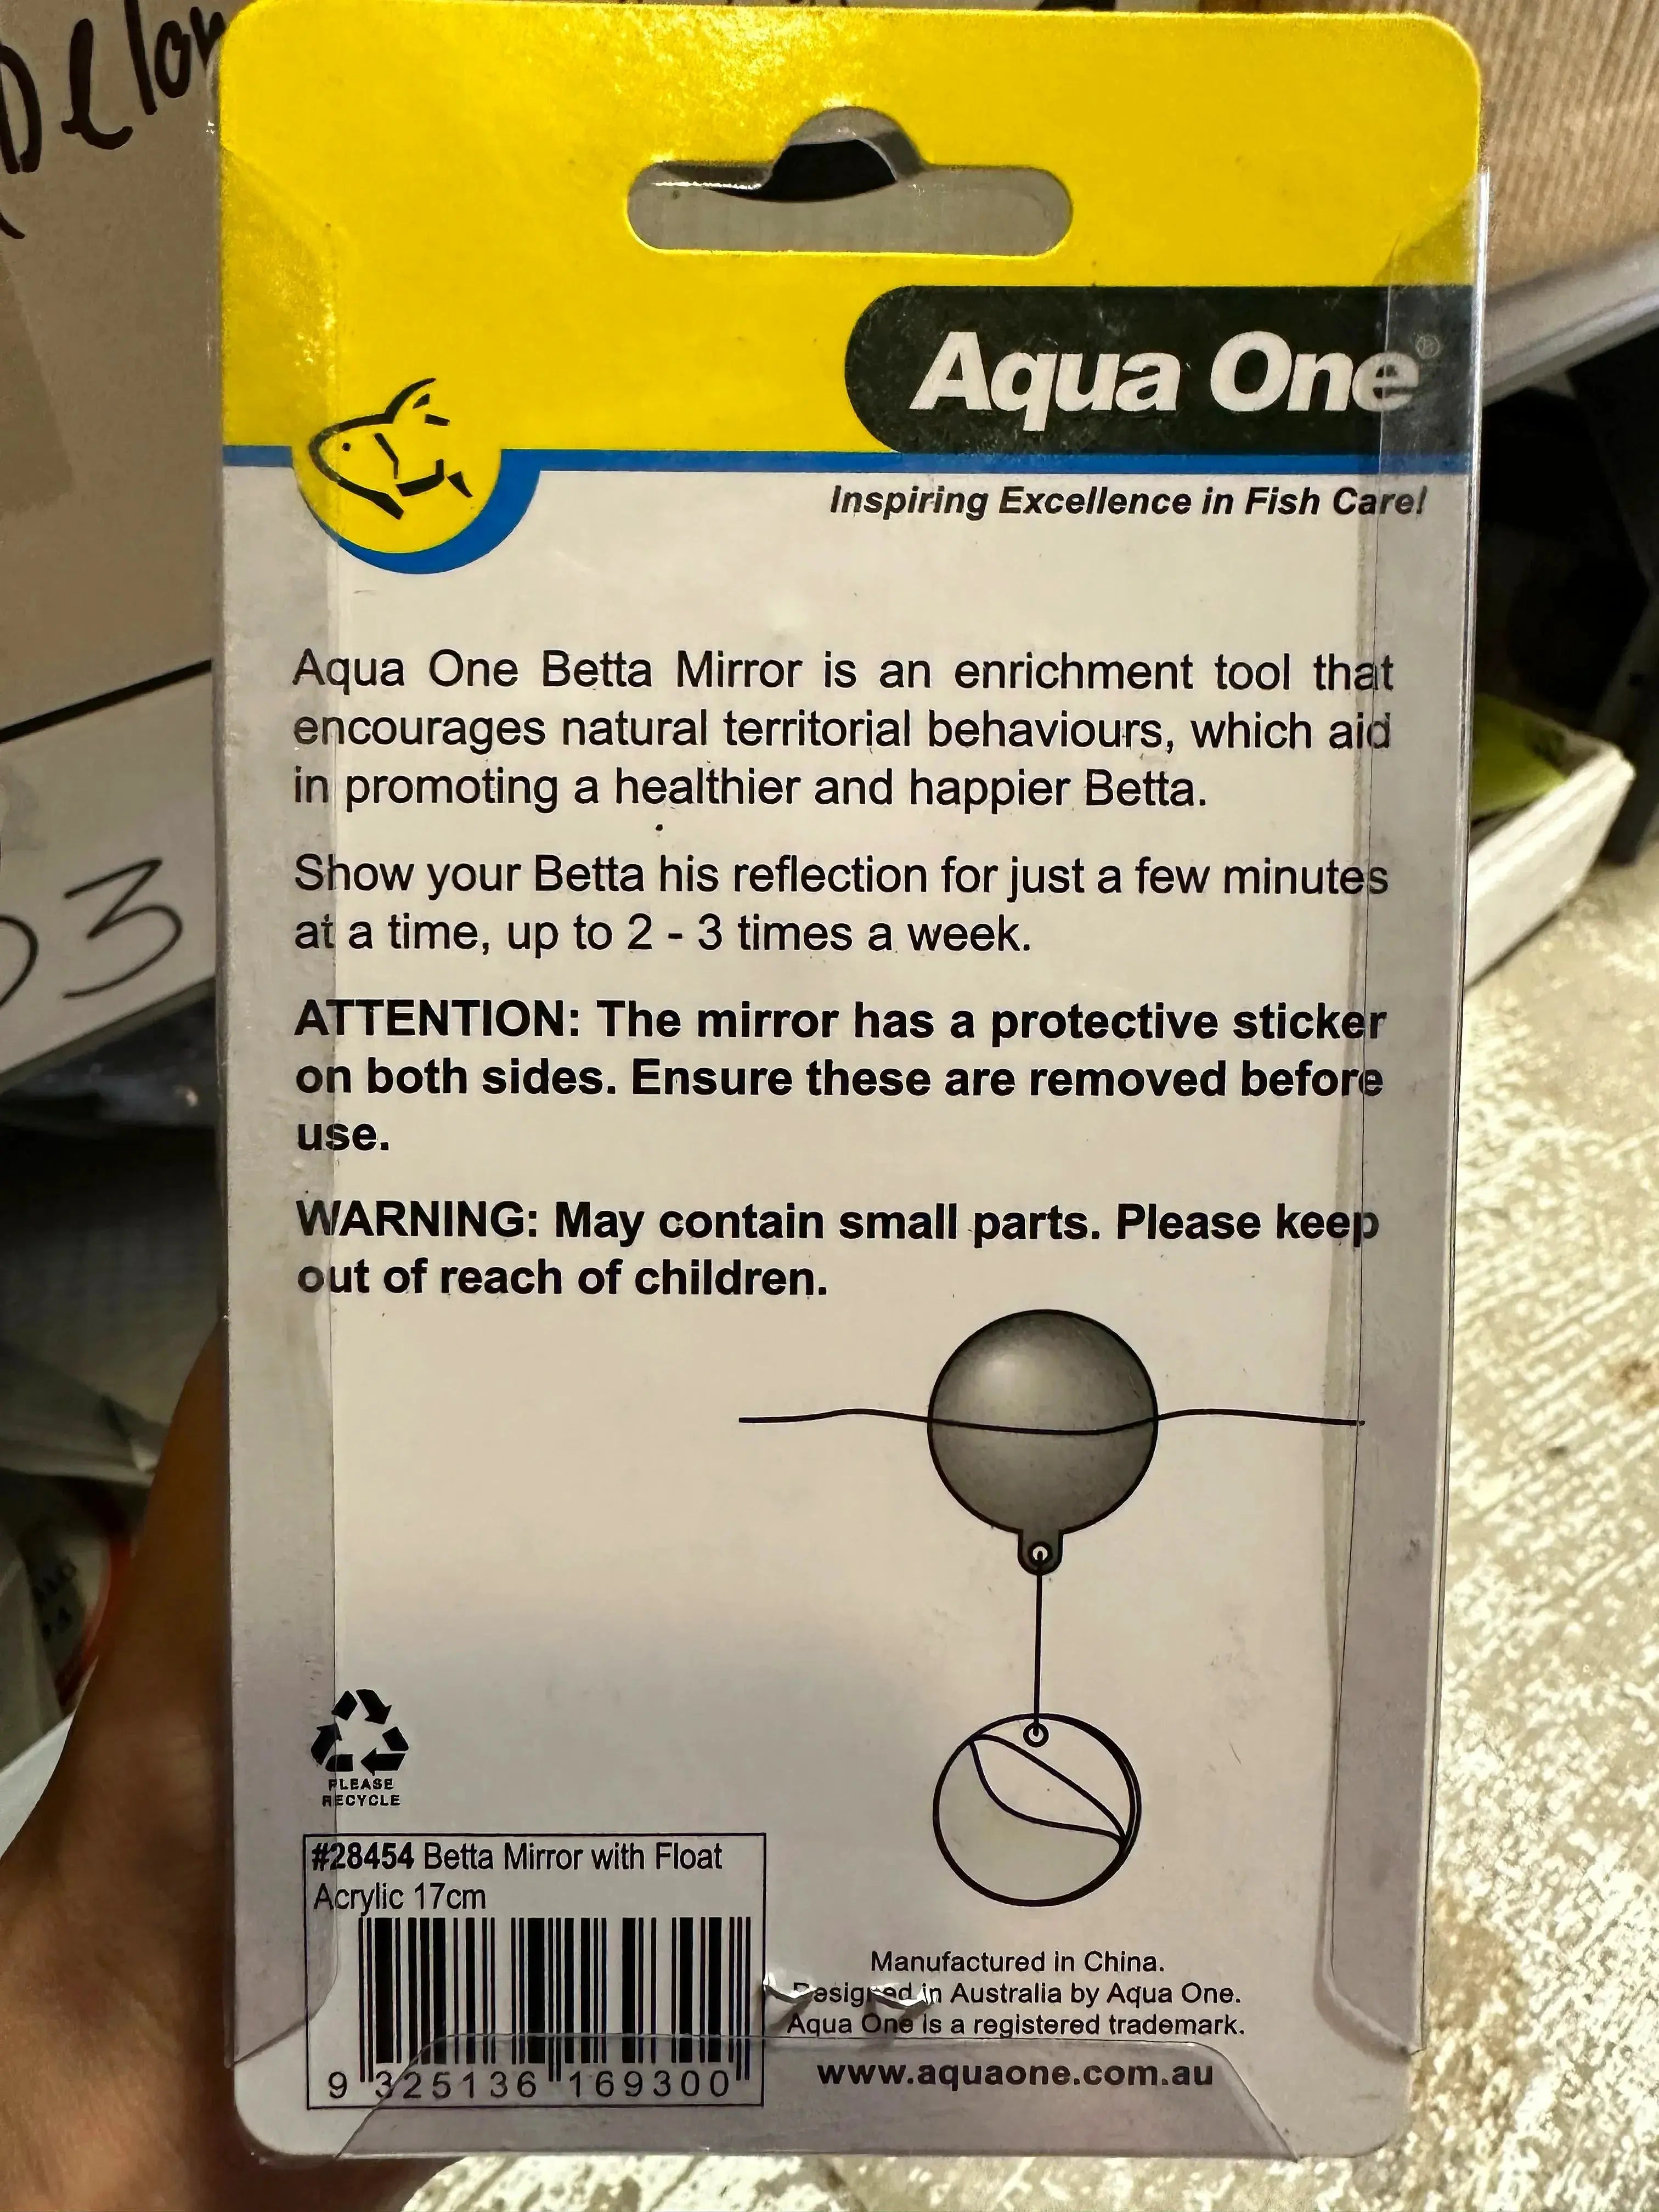 Delon
Aqua One®
Inspiring Excellence in Fish Care!
Aqua One Betta Mirror is an enrichment tool that
encourages natural territorial behaviours, which aid
in promoting a healthier and happier Betta.
Show your Betta his reflection for just a few minutes
at a time, up to 2 - 3 times a week.
53
ATTENTION: The mirror has a protective sticker
on both sides. Ensure these are removed before
use.
WARNING: May contain small parts. Please keep
out of reach of children.
PLEASE
RECYCLE
#28454 Betta Mirror with Float
Acrylic 17cm
9 325136 169300
Manufactured in China.
Designed in Australia by Aqua One.
Aqua One is a registered trademark.
www.aquaone.com.au